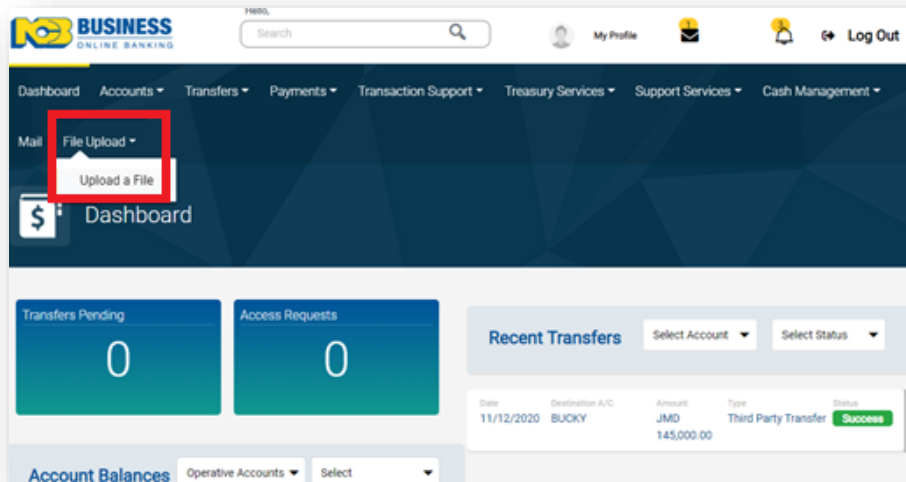 Hello,
NCB BUSINESS
ONLINE BANKING
Search
My Profile
1
3
Log Out
Dashboard Accounts Transfers Payments Transaction Support Treasury Services Support Services Cash Management
Mail File Upload
Upload a File
$
Dashboard
Transfers Pending
0
Access Requests
0
Recent Transfers Select Account Select Status
Date Destination A/C Amount Type Status
11/12/2020 BUCKY JMD Third Party Transfer Success
145,000.00
Account Balances Operative Accounts Select